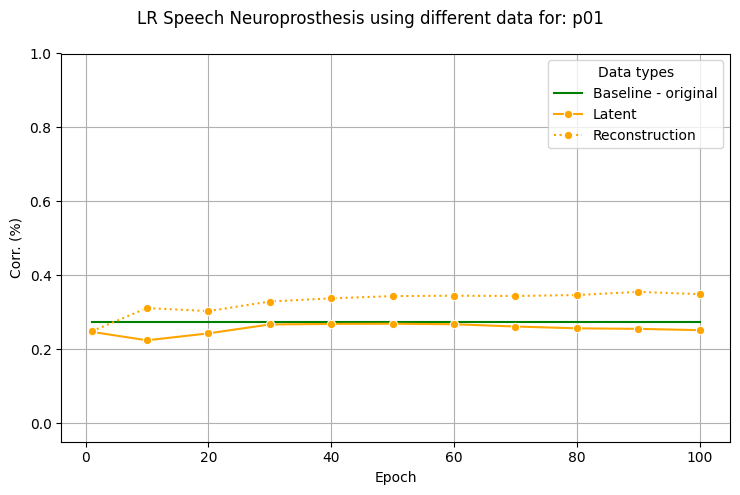 LR Speech Neuroprosthesis using different data for: p01
1.0
0.8
0.6
0.4
0.2
0.0
Corr. (%)
Data types
Baseline - original
Latent
Reconstruction
0 20 40 60 80 100
Epoch